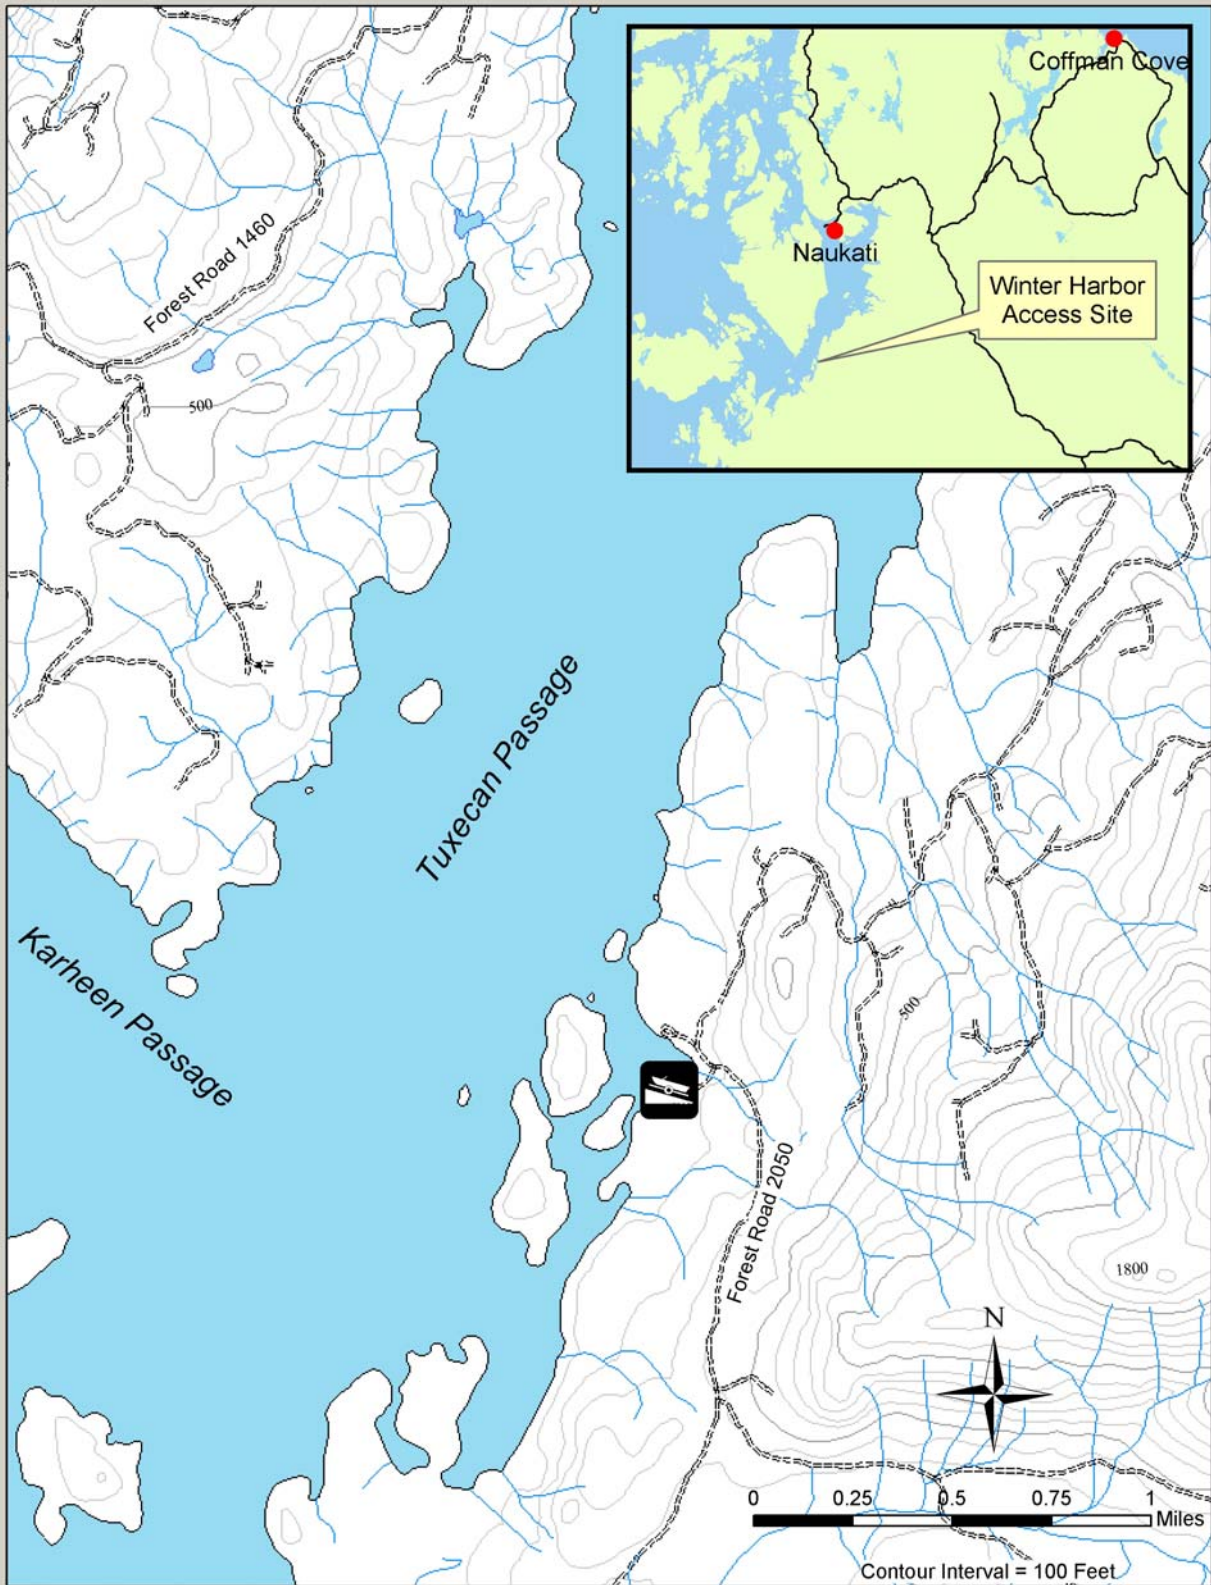 Coffman Cove
Naukati
Winter Harbor
Access Site
Forest Road 1460
500
Tuxecan Passage
Karheen Passage
500
Forest Road 2050
1800
N
0 0.25 0.5 0.75 1
Miles
Contour Interval = 100 Feet